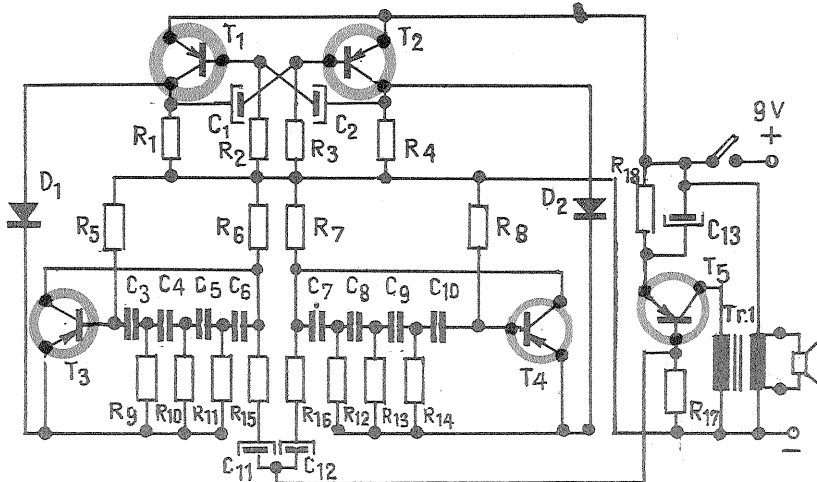 T1
T2
C1
C2
9V
+
R1
R2
R3
R4
R18
D1
D2
R5
R6
R7
R8
C13
C3
C4
C5
C6
C7
C8
C9
C10
T5
Tr.1
T3
T4
R9
R10
R11
R15
R16
R12
R13
R14
R17
C11
C12
−